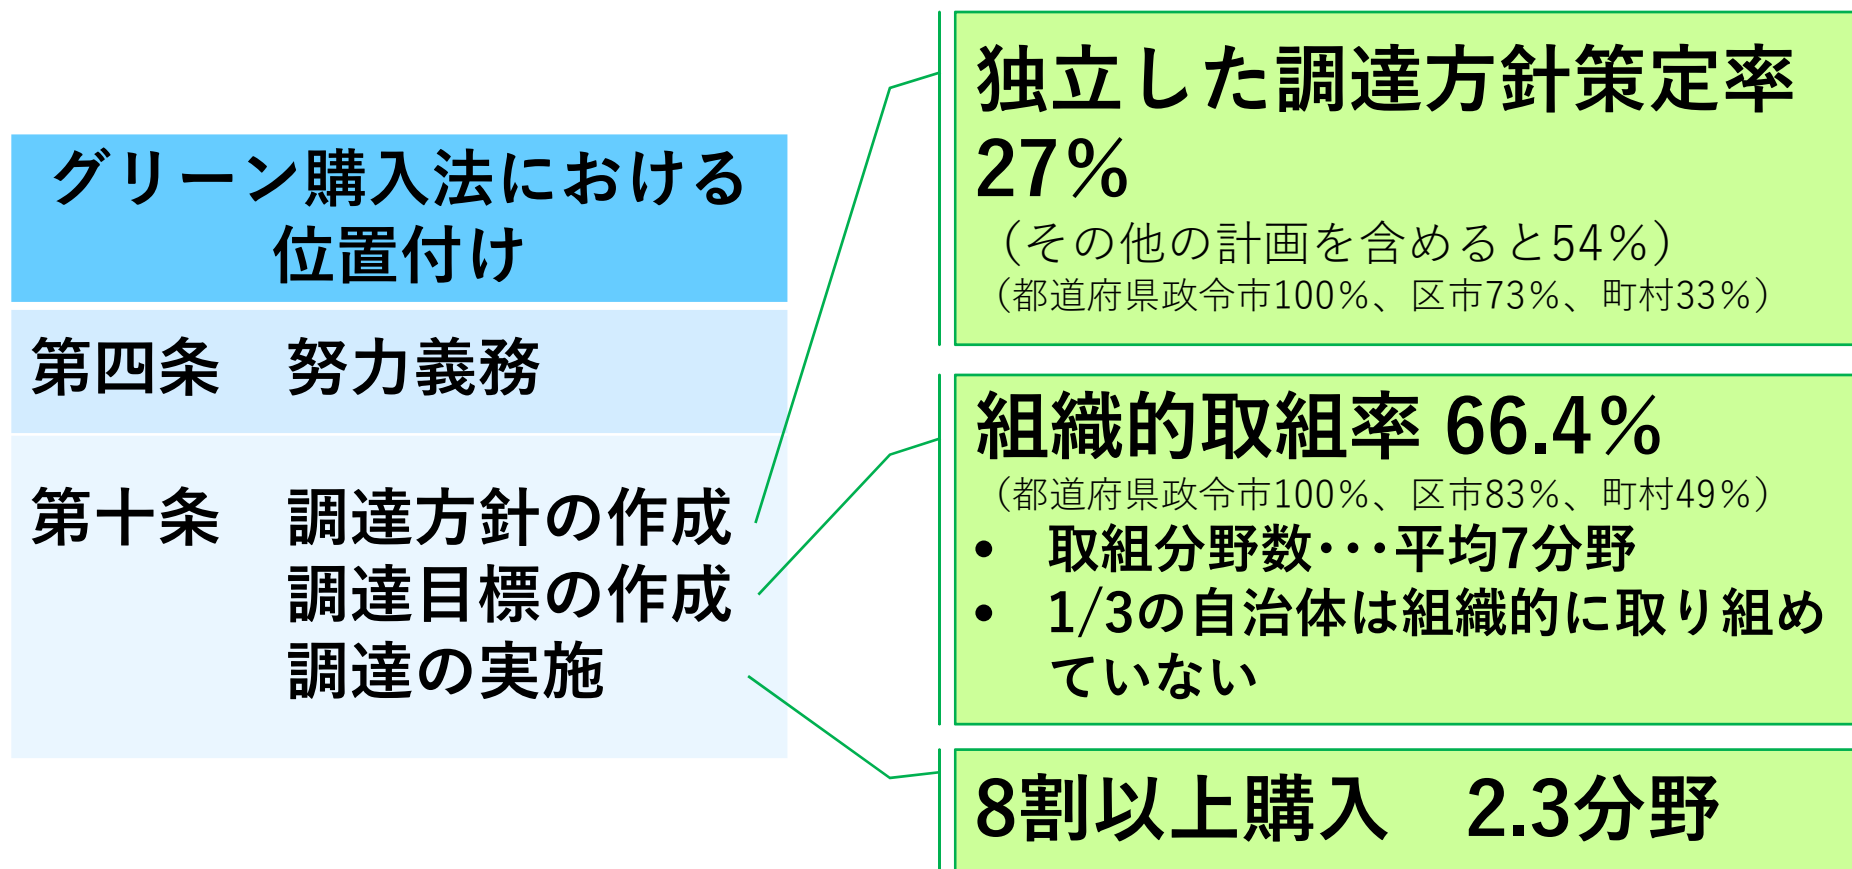 グリーン購入法における
位置付け
第四条　努力義務
第十条　調達方針の作成
調達目標の作成
調達の実施
独立した調達方針策定率
27%
（その他の計画を含めると54%）
（都道府県政令市100%、区市73%、町村33%）
組織的取組率 66.4%
（都道府県政令市100%、区市83%、町村49%）
• 取組分野数･･･平均7分野
• 1/3の自治体は組織的に取り組め
ていない
8割以上購入　2.3分野